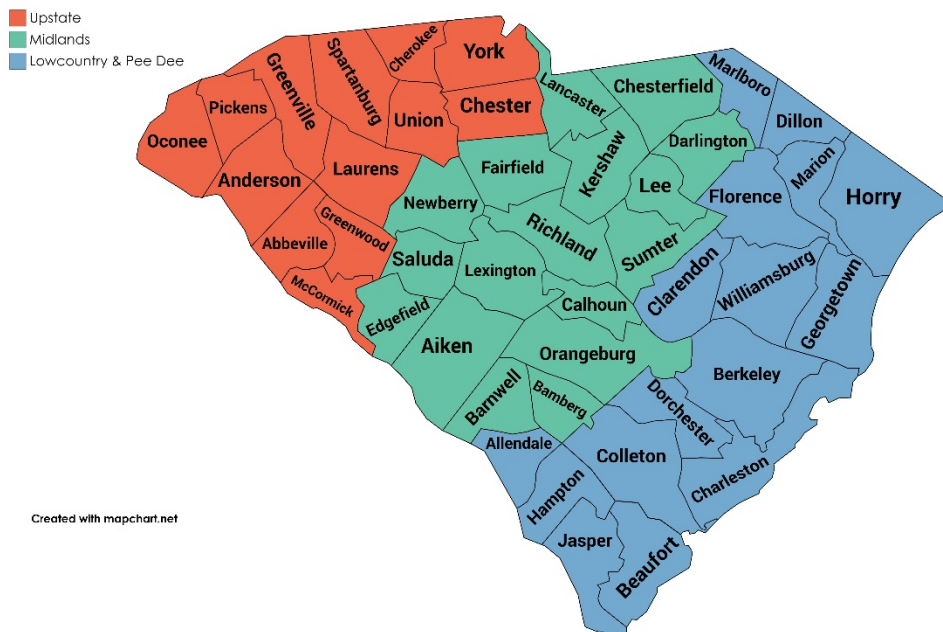 Upstate
Midlands
Lowcountry & Pee Dee
Cherokee
York
Spartanburg
Greenville
Pickens
Oconee
Union
Chester
Laurens
Anderson
Greenwood
Abbeville
McCormick
Lancaster
Chesterfield
Marlboro
Darlington
Dillon
Marion
Horry
Fairfield
Kershaw
Lee
Florence
Newberry
Richland
Sumter
Saluda
Lexington
Clarendon
Williamsburg
Georgetown
Calhoun
Edgefield
Aiken
Orangeburg
Berkeley
Barnwell
Bamberg
Dorchester
Allendale
Colleton
Charleston
Hampton
Jasper
Beaufort
Created with mapchart.net